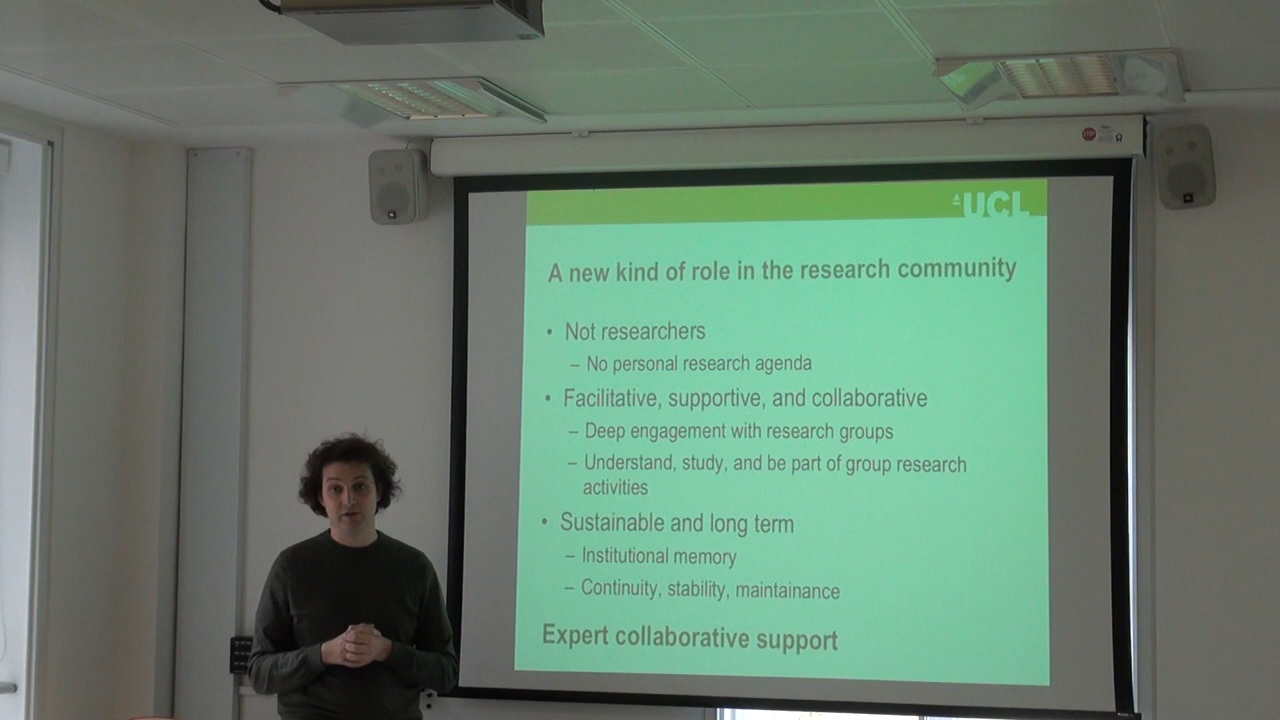 UCL
A new kind of role in the research community
• Not researchers
– No personal research agenda
• Facilitative, supportive, and collaborative
– Deep engagement with research groups
– Understand, study, and be part of group research
activities
• Sustainable and long term
– Institutional memory
– Continuity, stability, maintainance
Expert collaborative support